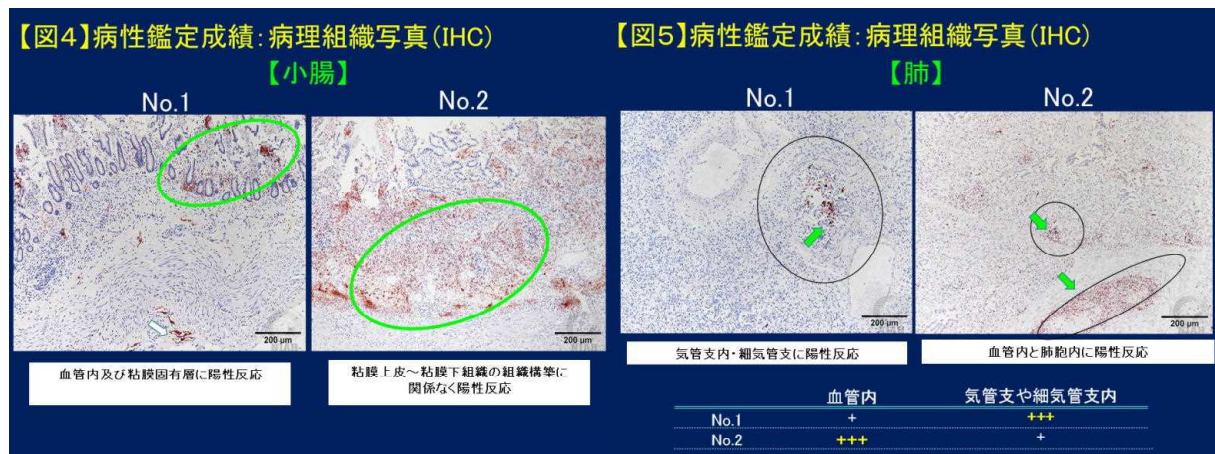 【図4】病性鑑定成績:病理組織写真(IHC)
【小腸】
No.1
No.2
200 μm
200 μm
血管内及び粘膜固有層に陽性反応
粘膜上皮~粘膜下組織の組織構築に
関係なく陽性反応
【図5】病性鑑定成績:病理組織写真(IHC)
【肺】
No.1
No.2
200 μm
200 μm
気管支内・細気管支に陽性反応
血管内と肺胞内に陽性反応
血管内 気管支や細気管支内
No.1 + +++
No.2 +++ +